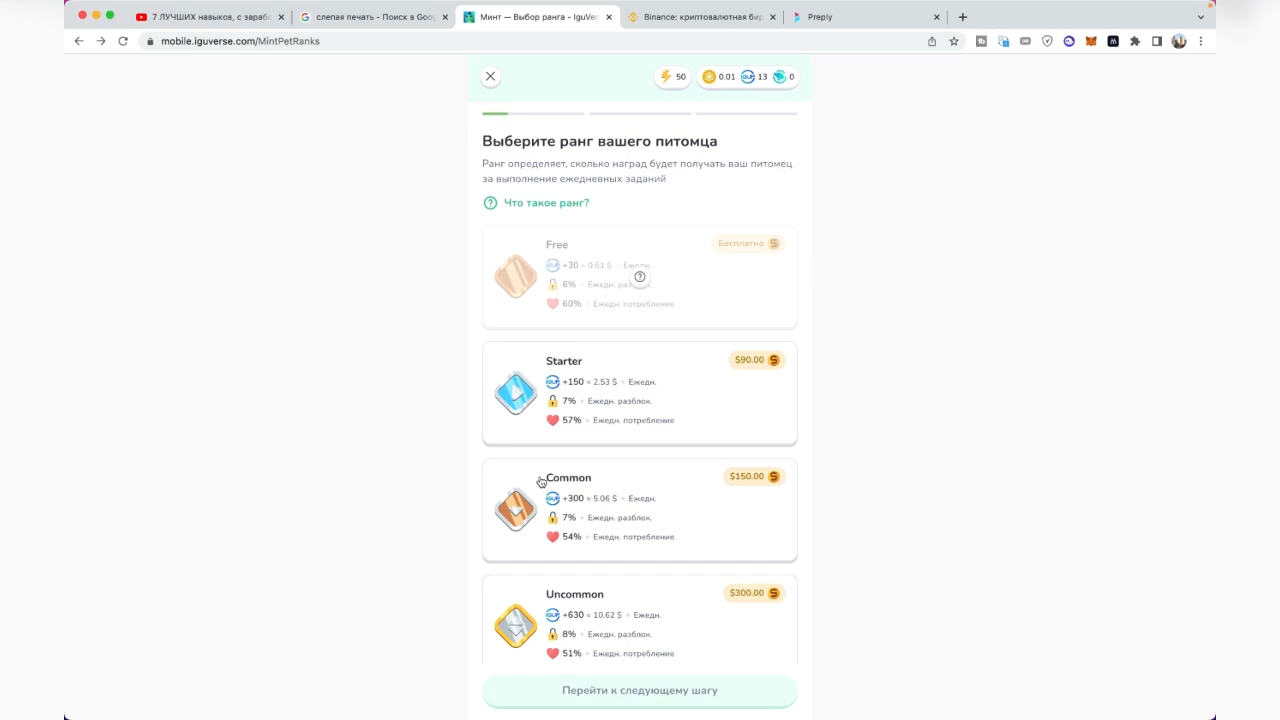 7 ЛУЧШИХ навыков, с зараб
слепая печать - Поиск в Goog
Минт — Выбор ранга - IguVer
Binance: криптовалютная бир
Preply
mobile.iguverse.com/MintPetRanks
50
0.01
13
0
Выберите ранг вашего питомца
Ранг определяет, сколько наград будет получать ваш питомец
за выполнение ежедневных заданий
Что такое ранг?
Free
Бесплатно
+30 ≈ 0.51 $ • Ежедн.
6% • Ежедн. раз
60% • Ежедн. потребление
Starter
$90.00
+150 ≈ 2.53 $ • Ежедн.
7% • Ежедн. разблок.
57% • Ежедн. потребление
Common
$150.00
+300 ≈ 5.06 $ • Ежедн.
7% • Ежедн. разблок.
54% • Ежедн. потребление
Uncommon
$300.00
+630 ≈ 10.62 $ • Ежедн.
8% • Ежедн. разблок.
51% • Ежедн. потребление
Перейти к следующему шагу